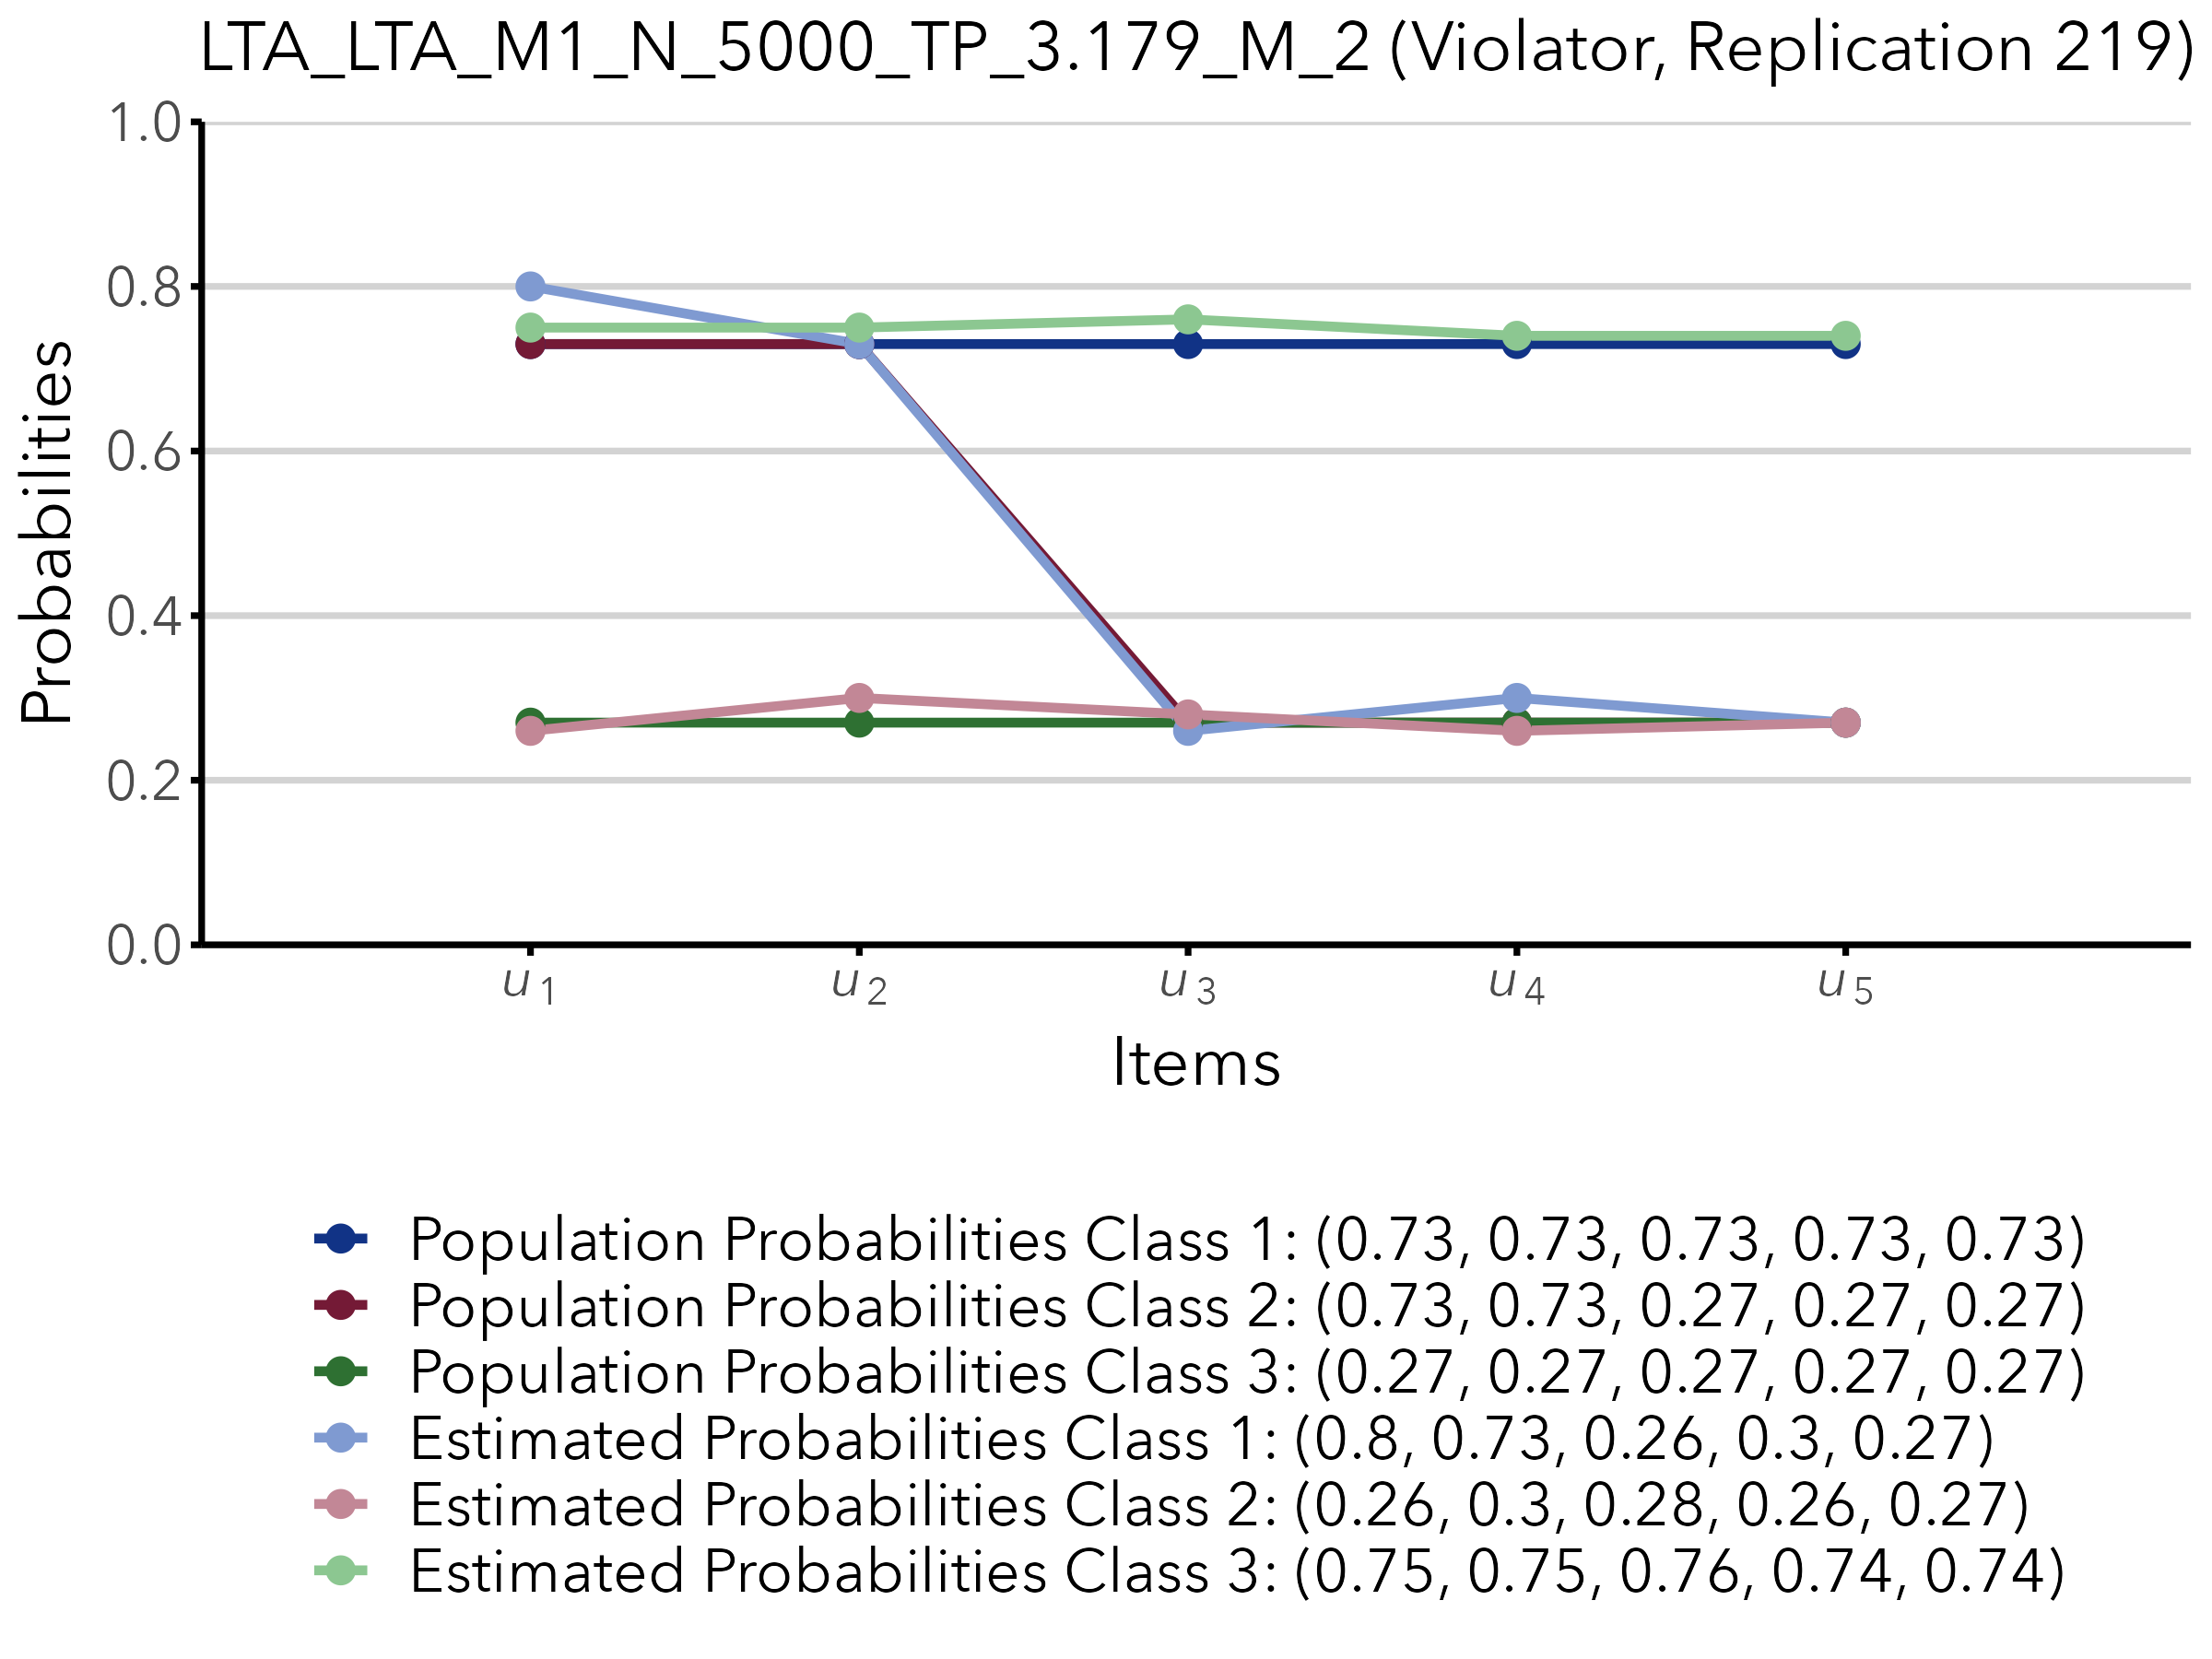 LTA_LTA_M1_N_5000_TP_3.179_M_2 (Violator, Replication 219)
1.0
0.8
0.6
0.4
0.2
0.0
Probabilities
u1 u2 u3 u4 u5
Items
Population Probabilities Class 1: (0.73, 0.73, 0.73, 0.73, 0.73)
Population Probabilities Class 2: (0.73, 0.73, 0.27, 0.27, 0.27)
Population Probabilities Class 3: (0.27, 0.27, 0.27, 0.27, 0.27)
Estimated Probabilities Class 1: (0.8, 0.73, 0.26, 0.3, 0.27)
Estimated Probabilities Class 2: (0.26, 0.3, 0.28, 0.26, 0.27)
Estimated Probabilities Class 3: (0.75, 0.75, 0.76, 0.74, 0.74)